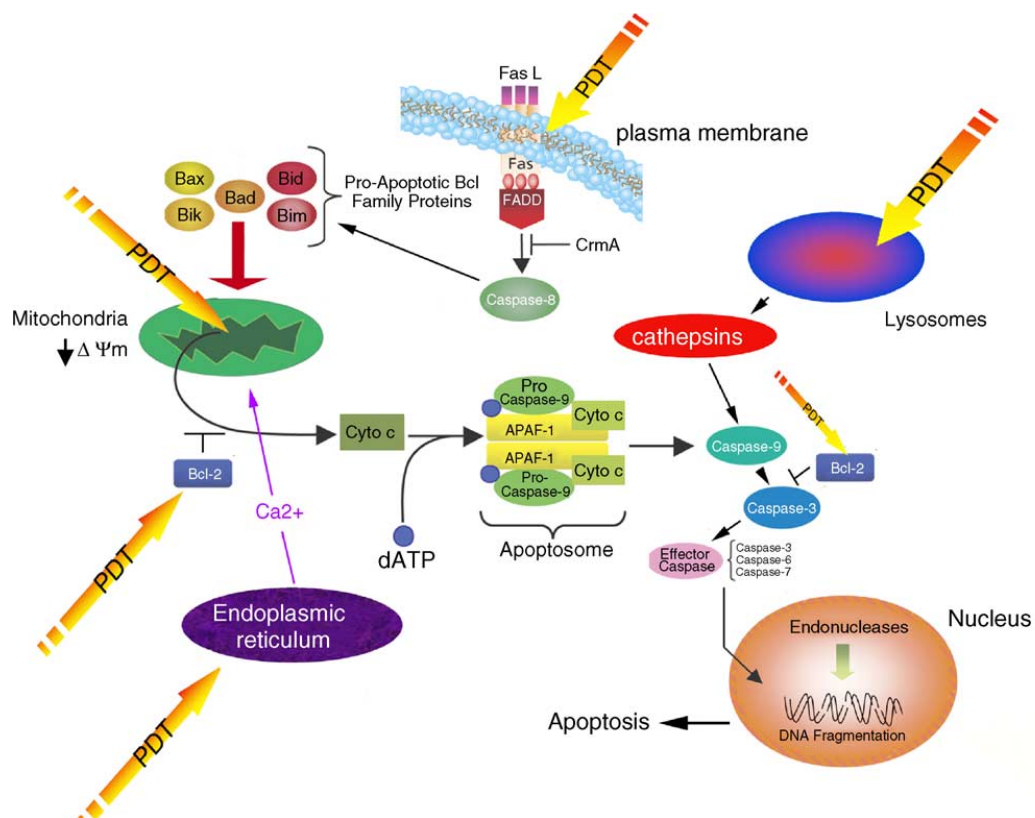 Fas L
PDT
plasma membrane
Fas
FADD
CrmA
Caspase-8
Bax
Bad
Bid
Bik
Bim
Pro-Apoptotic Bcl
Family Proteins
PDT
Mitochondria
Δ Ψm
PDT
Lysosomes
cathepsins
Pro
Caspase-9
APAF-1
Cyto c
APAF-1
Cyto c
Pro-
Caspase-9
Apoptosome
Cyto c
dATP
Bcl-2
PDT
Ca2+
Endoplasmic
reticulum
PDT
PDT
Caspase-9
Bcl-2
Caspase-3
Effector
Caspase
Caspase-3
Caspase-6
Caspase-7
Nucleus
Endonucleases
DNA Fragmentation
Apoptosis